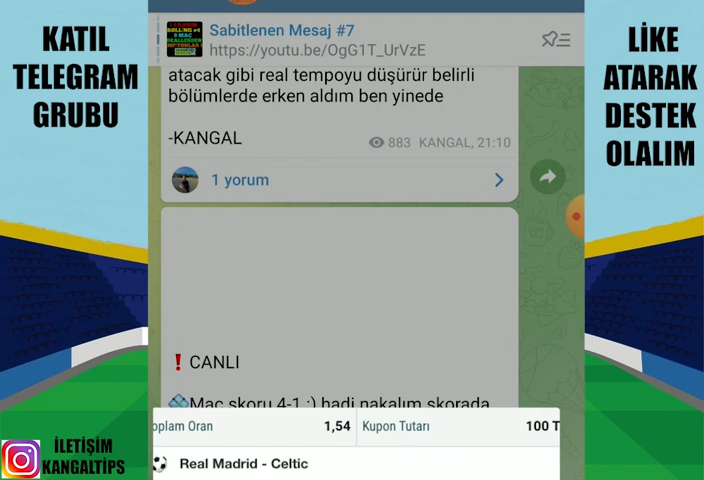 KATIL
TELEGRAM
GRUBU
LİKE
ATARAK
DESTEK
OLALIM
Sabitlenen Mesaj #7
https://youtu.be/OgG1T_UrVzE
atacak gibi real tempoyu düşürür belirli
bölümlerde erken aldım ben yinede
-KANGAL
883 KANGAL, 21:10
1 yorum
❗ CANLI
Maç skoru 4-1 :) hadi nakalım skorada
oplam Oran 1,54 Kupon Tutarı 100 T
Real Madrid - Celtic
İLETİŞİM
KANGALTİPS